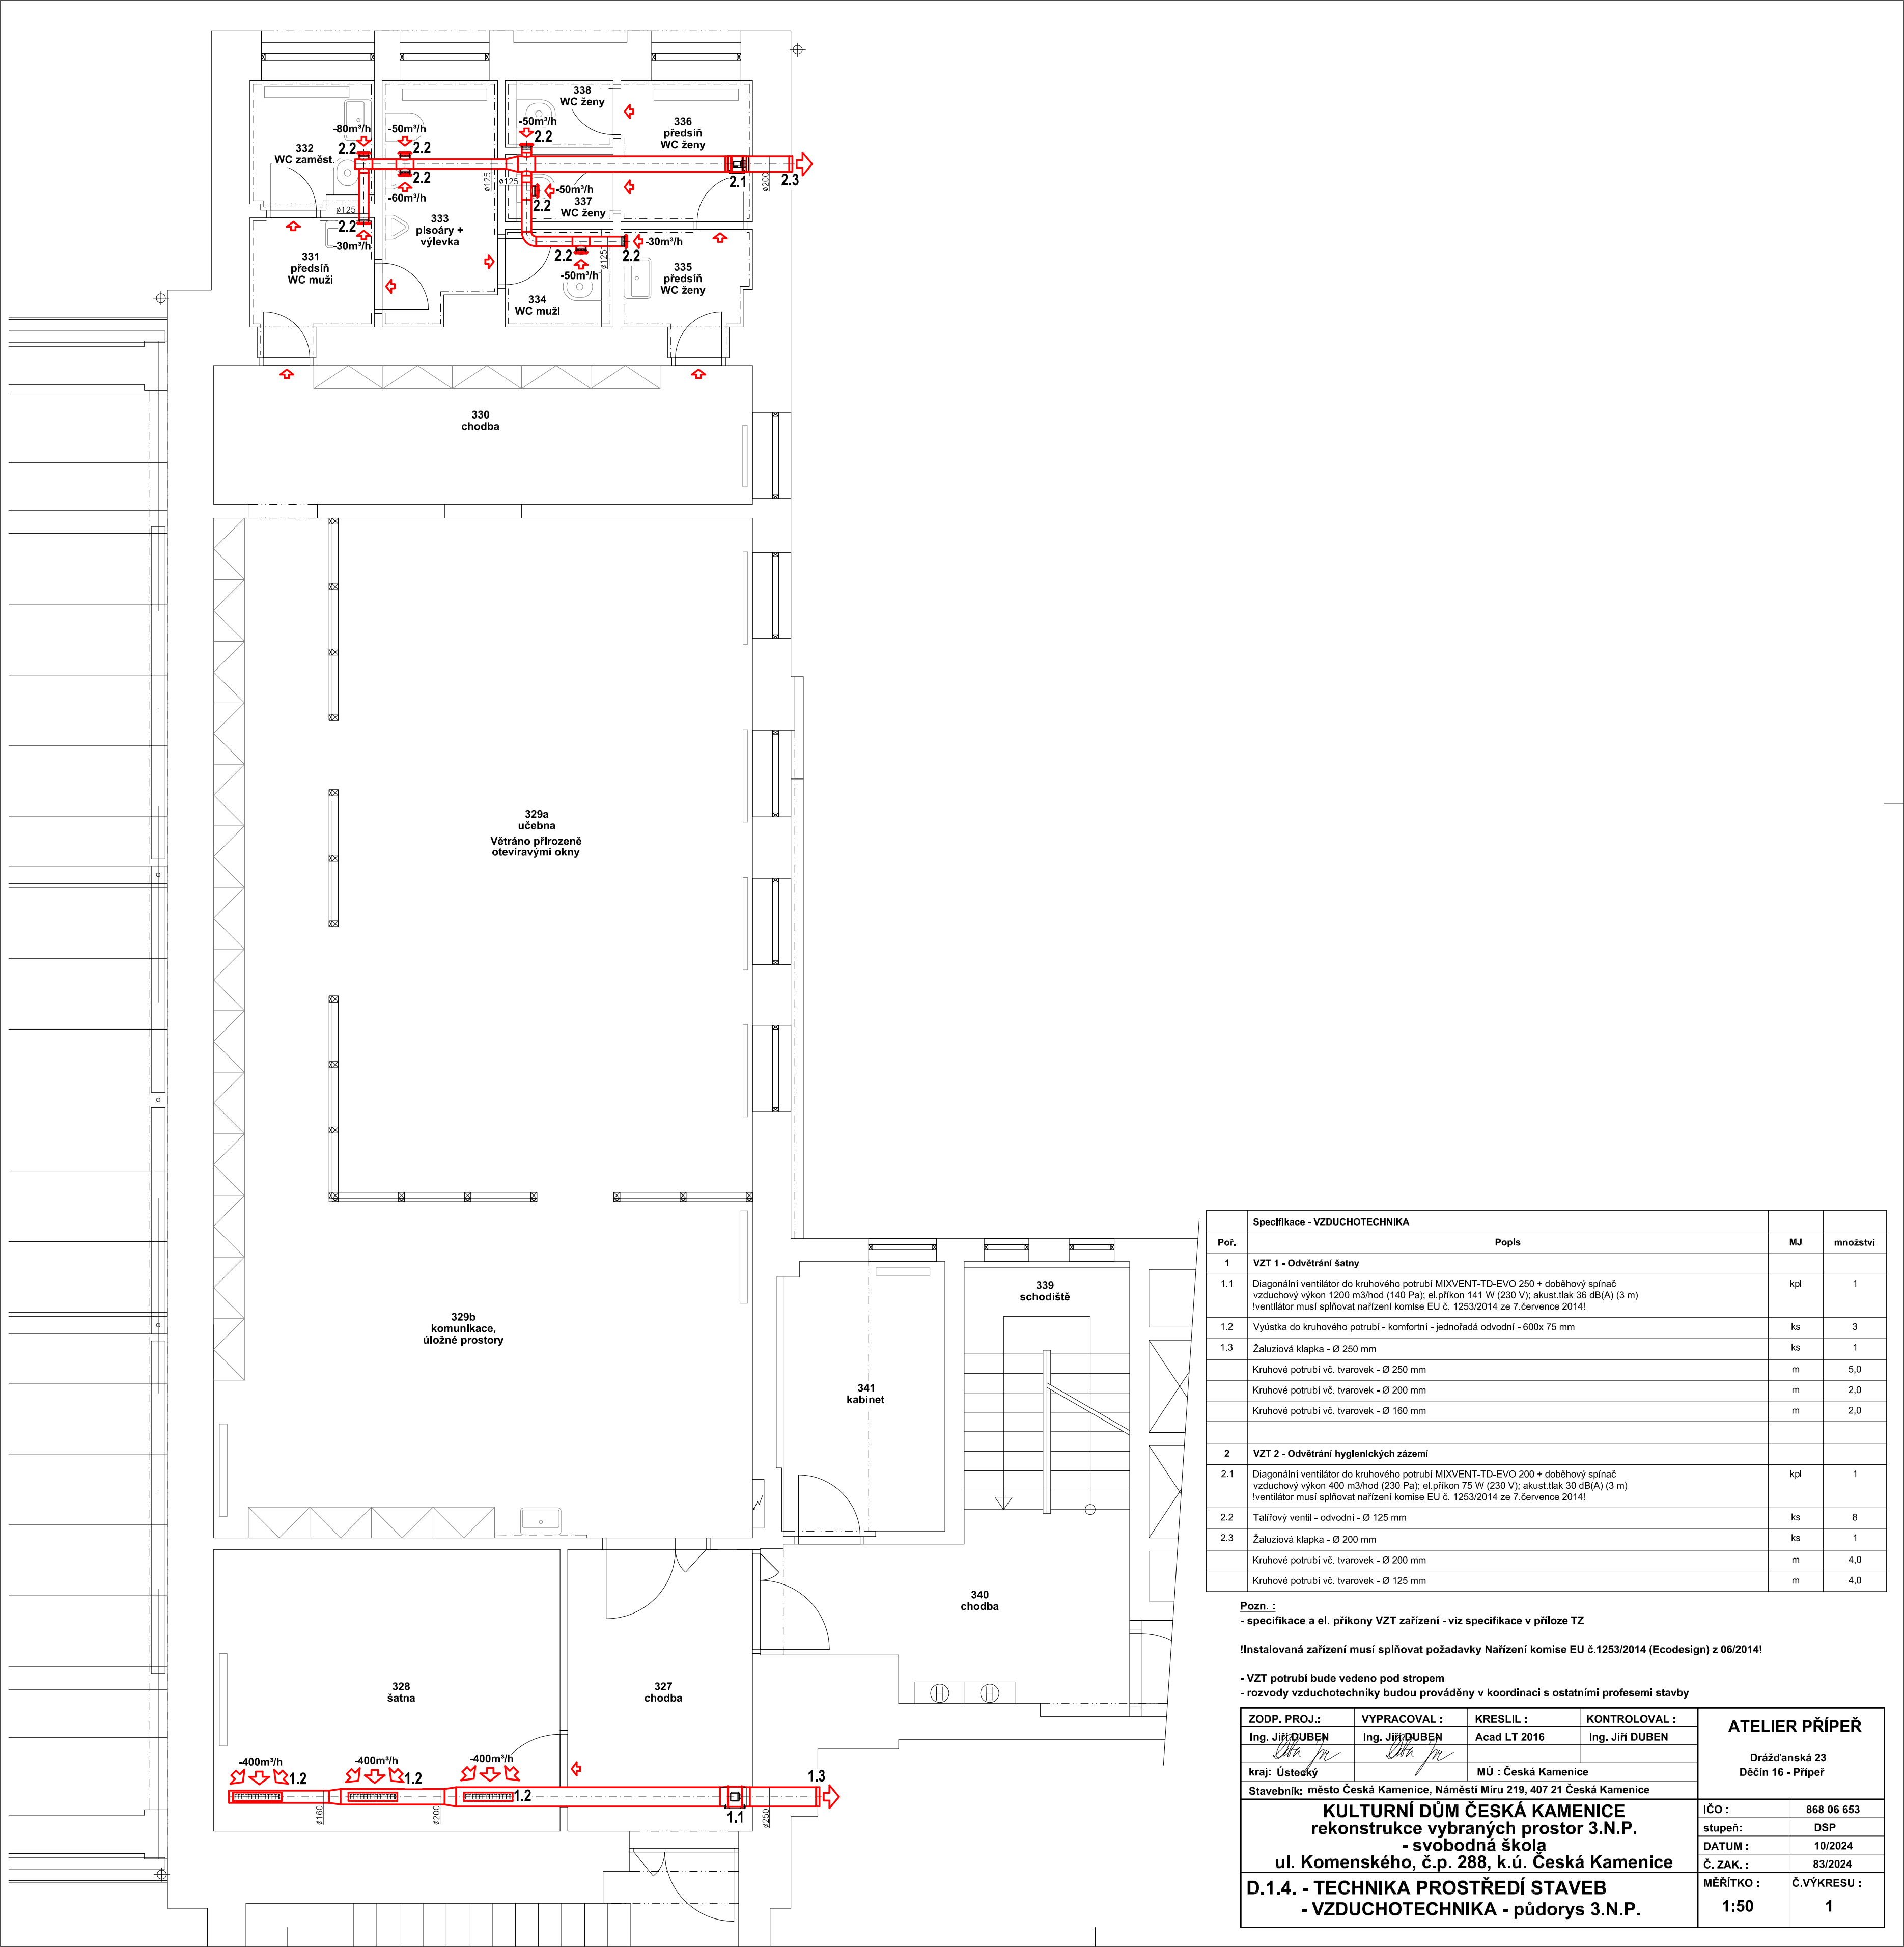 338
WC ženy
-80m³/h
-50m³/h
-50m³/h
2.2
336
předsíň
WC ženy
332
WC zaměst.
2.2
2.2
2.2
2.1
2.3
ø200
ø125
ø125
-60m³/h
-50m³/h
2.2
337
WC ženy
ø125
2.2
-30m³/h
333
pisoáry +
výlevka
331
předsíň
WC muži
2.2
-50m³/h
ø125
2.2
-30m³/h
335
předsíň
WC ženy
334
WC muži
330
chodba
329a
učebna
Větráno přirozeně
otevíravými okny
329b
komunikace,
úložné prostory
339
schodiště
341
kabinet
340
chodba
H
H
328
šatna
327
chodba
-400m³/h
1.2
-400m³/h
1.2
-400m³/h
1.2
1.3
1.1
ø160
ø200
ø250
Specifikace - VZDUCHOTECHNIKA
Poř. Popis MJ množství
1 VZT 1 - Odvětrání šatny
1.1 Diagonální ventilátor do kruhového potrubí MIXVENT-TD-EVO 250 + doběhový spínač kpl 1
vzduchový výkon 1200 m3/hod (140 Pa); el.příkon 141 W (230 V); akust.tlak 36 dB(A) (3 m)
!ventilátor musí splňovat nařízení komise EU č. 1253/2014 ze 7.července 2014!
1.2 Vyústka do kruhového potrubí - komfortní - jednořadá odvodní - 600x 75 mm ks 3
1.3 Žaluziová klapka - Ø 250 mm ks 1
Kruhové potrubí vč. tvarovek - Ø 250 mm m 5,0
Kruhové potrubí vč. tvarovek - Ø 200 mm m 2,0
Kruhové potrubí vč. tvarovek - Ø 160 mm m 2,0
2 VZT 2 - Odvětrání hygienických zázemí
2.1 Diagonální ventilátor do kruhového potrubí MIXVENT-TD-EVO 200 + doběhový spínač kpl 1
vzduchový výkon 400 m3/hod (230 Pa); el.příkon 75 W (230 V); akust.tlak 30 dB(A) (3 m)
!ventilátor musí splňovat nařízení komise EU č. 1253/2014 ze 7.července 2014!
2.2 Talířový ventil - odvodní - Ø 125 mm ks 8
2.3 Žaluziová klapka - Ø 200 mm ks 1
Kruhové potrubí vč. tvarovek - Ø 200 mm m 4,0
Kruhové potrubí vč. tvarovek - Ø 125 mm m 4,0
Pozn. :
- specifikace a el. příkony VZT zařízení - viz specifikace v příloze TZ
!Instalovaná zařízení musí splňovat požadavky Nařízení komise EU č.1253/2014 (Ecodesign) z 06/2014!
- VZT potrubí bude vedeno pod stropem
- rozvody vzduchotechniky budou prováděny v koordinaci s ostatními profesemi stavby
ZODP. PROJ.: VYPRACOVAL : KRESLIL : KONTROLOVAL :
Ing. Jiří DUBEN Ing. Jiří DUBEN Acad LT 2016 Ing. Jiří DUBEN
kraj: Ústecký MÚ : Česká Kamenice
Stavebník: město Česká Kamenice, Náměstí Míru 219, 407 21 Česká Kamenice
ATELIER PŘÍPEŘ
Drážďanská 23
Děčín 16 - Přípeř
KULTURNÍ DŮM ČESKÁ KAMENICE
rekonstrukce vybraných prostor 3.N.P.
- svobodná škola
ul. Komenského, č.p. 288, k.ú. Česká Kamenice
IČO : 868 06 653
stupeň: DSP
DATUM : 10/2024
Č. ZAK. : 83/2024
D.1.4. - TECHNIKA PROSTŘEDÍ STAVEB
- VZDUCHOTECHNIKA - půdorys 3.N.P.
MĚŘÍTKO : Č.VÝKRESU :
1:50 1